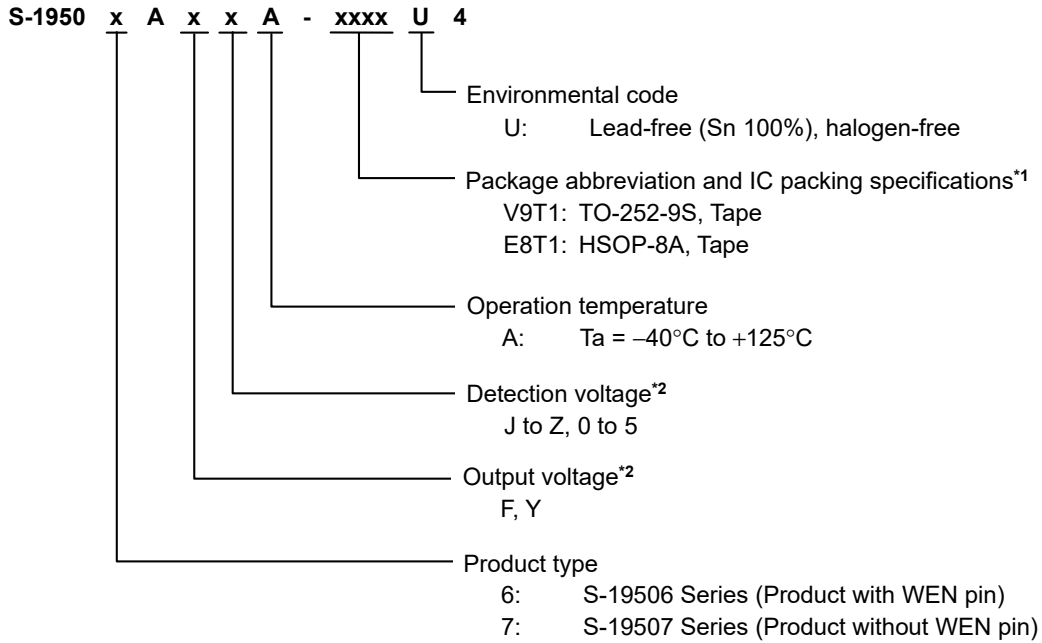 S-1950 x A x x A - xxxx U 4
Environmental code
U: Lead-free (Sn 100%), halogen-free
Package abbreviation and IC packing specifications*1
V9T1: TO-252-9S, Tape
E8T1: HSOP-8A, Tape
Operation temperature
A: Ta = −40°C to +125°C
Detection voltage*2
J to Z, 0 to 5
Output voltage*2
F, Y
Product type
6: S-19506 Series (Product with WEN pin)
7: S-19507 Series (Product without WEN pin)